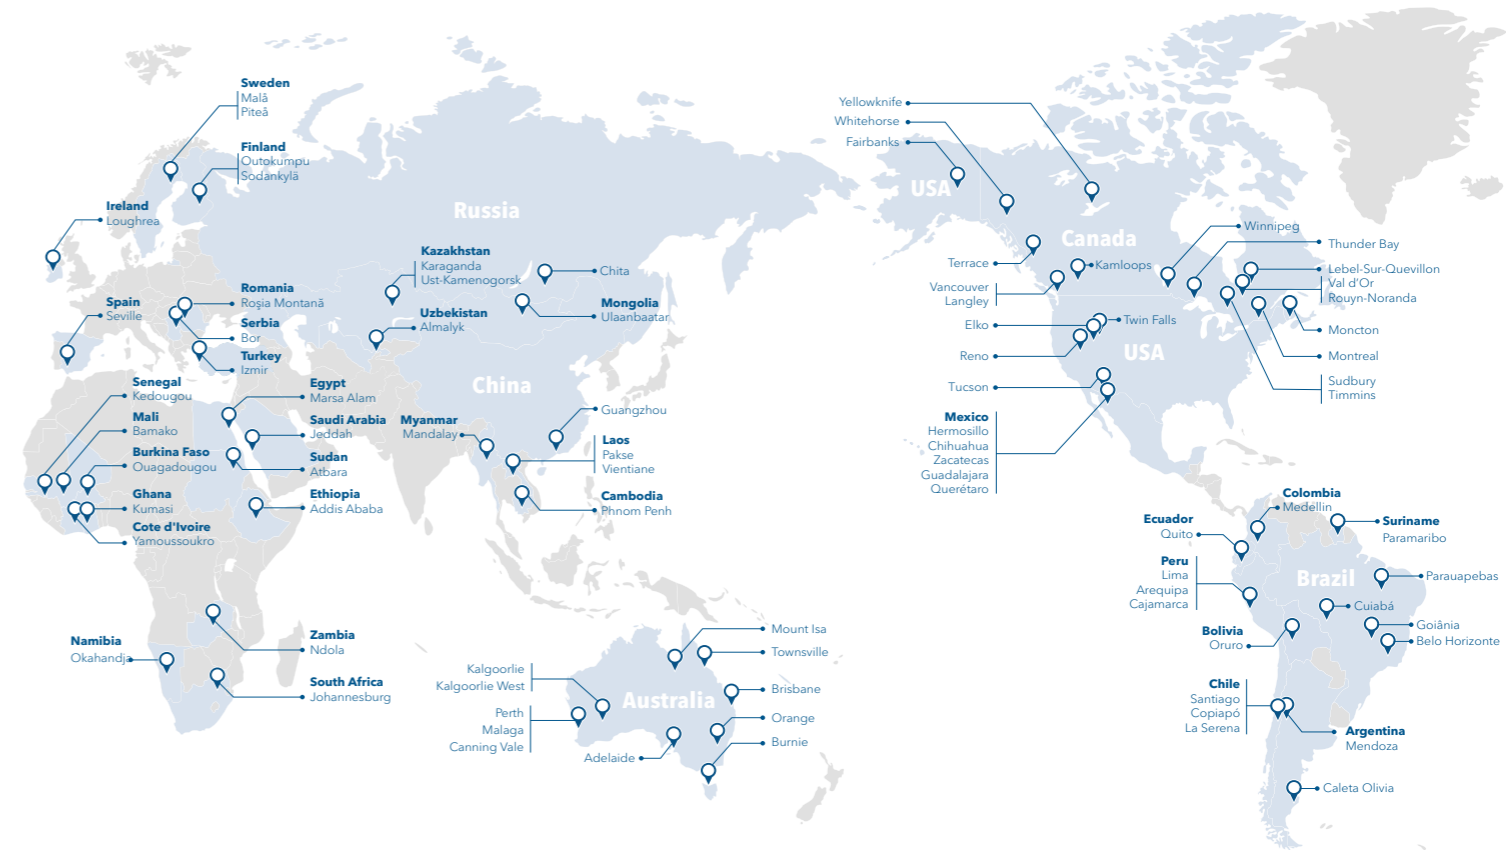 Sweden
Malå
Piteå
Finland
Outokumpu
Sodankylä
Ireland
Loughrea
Russia
Kazakhstan
Karaganda
Ust-Kamenogorsk
Chita
Romania
Roşia Montană
Mongolia
Ulaanbaatar
Spain
Seville
Serbia
Bor
Uzbekistan
Almalyk
Turkey
Izmir
China
Senegal
Kedougou
Egypt
Marsa Alam
Mali
Bamako
Saudi Arabia
Jeddah
Myanmar
Mandalay
Guangzhou
Laos
Pakse
Vientiane
Burkina Faso
Ouagadougou
Sudan
Atbara
Ghana
Kumasi
Ethiopia
Addis Ababa
Cambodia
Phnom Penh
Cote d'Ivoire
Yamoussoukro
Namibia
Okahandja
Zambia
Ndola
South Africa
Johannesburg
Mount Isa
Townsville
Kalgoorlie
Kalgoorlie West
Australia
Brisbane
Perth
Malaga
Canning Vale
Orange
Burnie
Adelaide
Yellowknife
Whitehorse
Fairbanks
USA
Canada
Winnipeg
Thunder Bay
Terrace
Kamloops
Lebel-Sur-Quevillon
Val d’Or
Rouyn-Noranda
Vancouver
Langley
Elko
Twin Falls
Moncton
Reno
USA
Montreal
Tucson
Sudbury
Timmins
Mexico
Hermosillo
Chihuahua
Zacatecas
Guadalajara
Querétaro
Colombia
Medellin
Ecuador
Quito
Suriname
Paramaribo
Peru
Lima
Arequipa
Cajamarca
Brazil
Parauapebas
Cuiabá
Goiânia
Belo Horizonte
Bolivia
Oruro
Chile
Santiago
Copiapó
La Serena
Argentina
Mendoza
Caleta Olivia